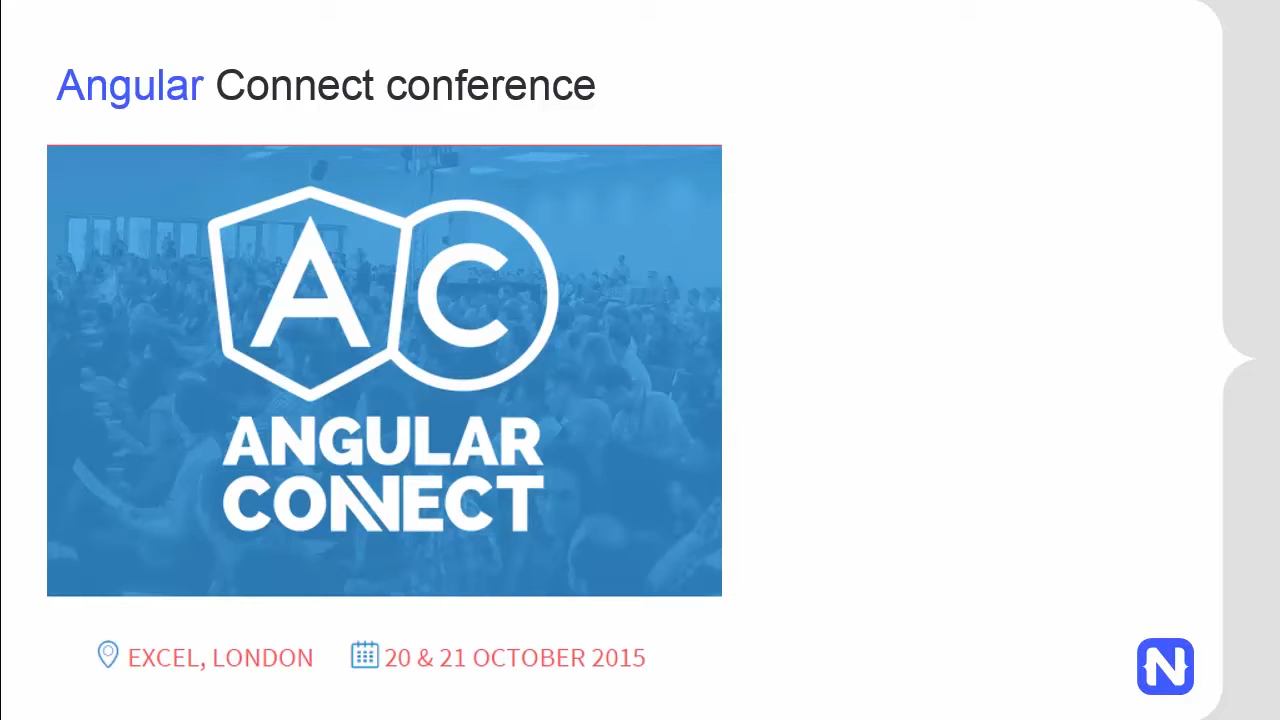 Angular Connect conference
AC
ANGULAR
CONNECT
EXCEL, LONDON 20 & 21 OCTOBER 2015
N